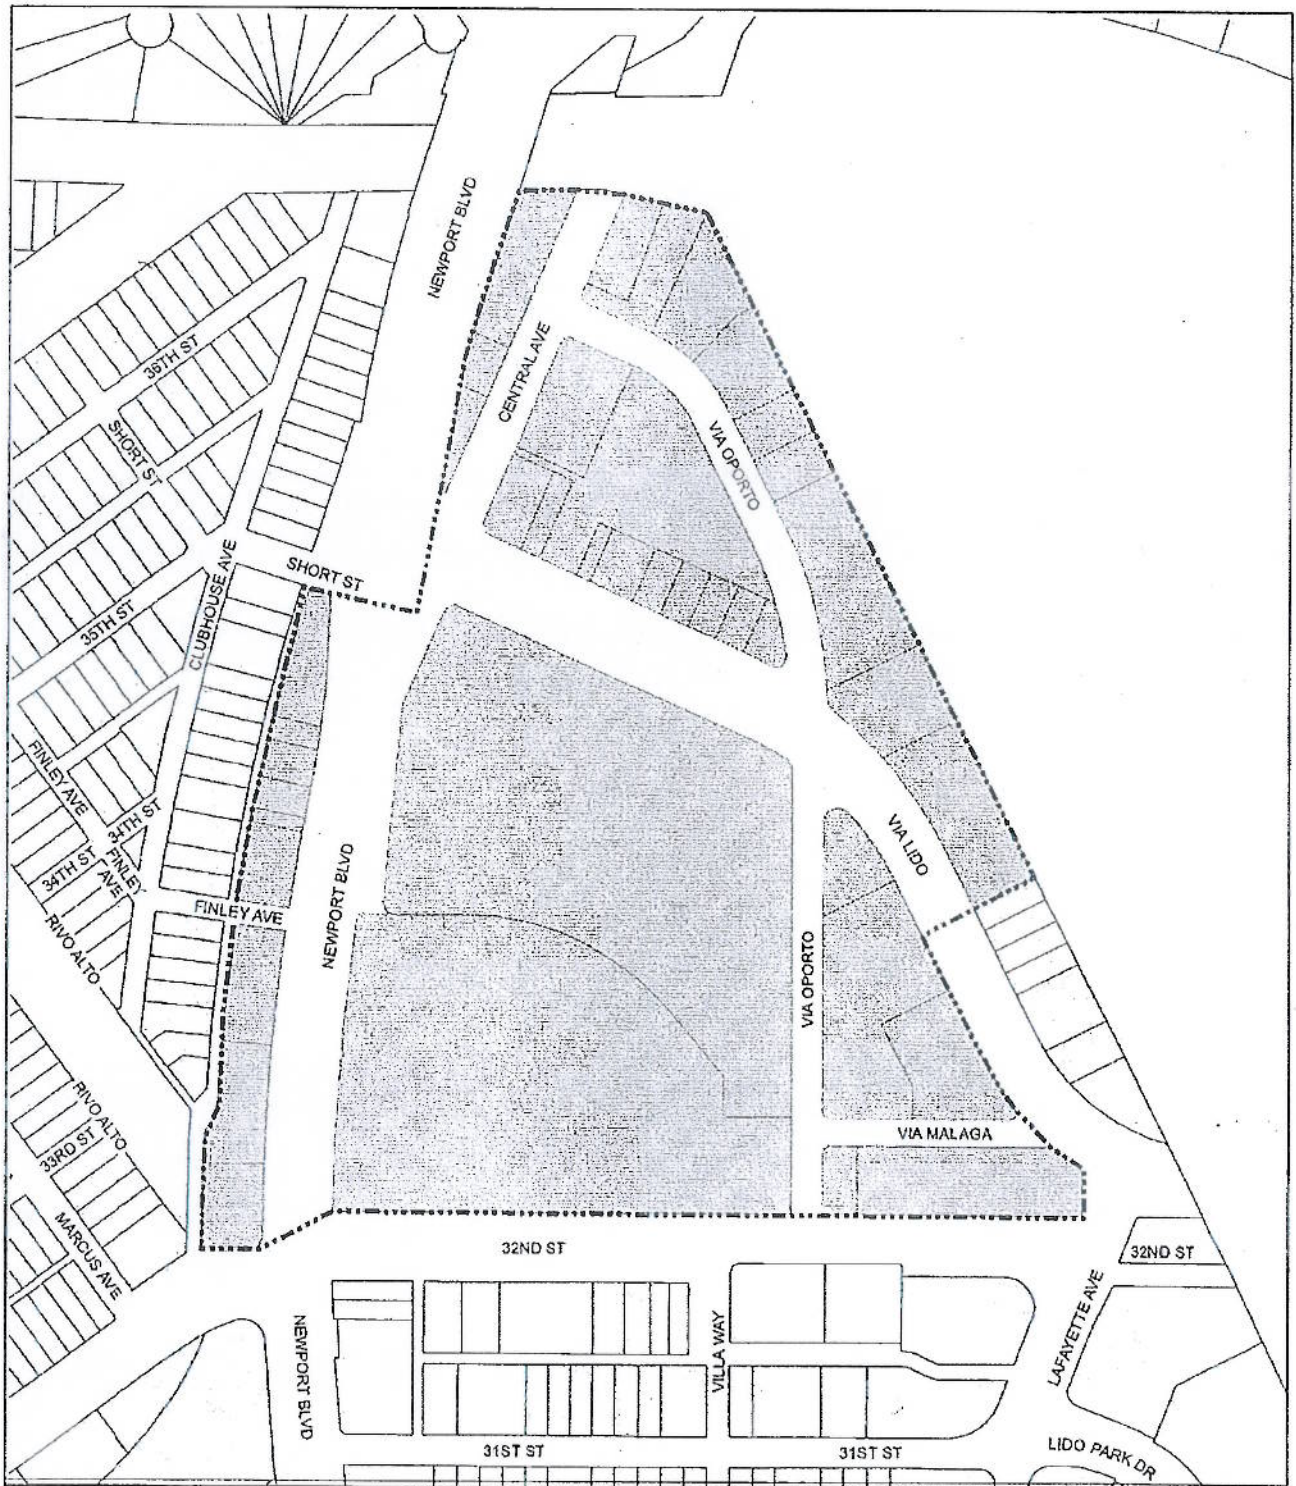 NEWPORT BLVD
36TH ST
CENTRAL AVE
SHORT ST
VIA OPORTO
SHORT ST
CLUBHOUSE AVE
35TH ST
FINLEY AVE
34TH ST
FINLEY
AVE
34TH ST
VIA LIDO
NEWPORT BLVD
FINLEY AVE
RIVO ALTO
VIA OPORTO
RIVO ALTO
VIA MALAGA
33RD ST
MARCUS AVE
32ND ST
32ND ST
LAFAYETTE AVE
NEWPORT BLVD
VILLA WAY
31ST ST
31ST ST
LIDO PARK DR